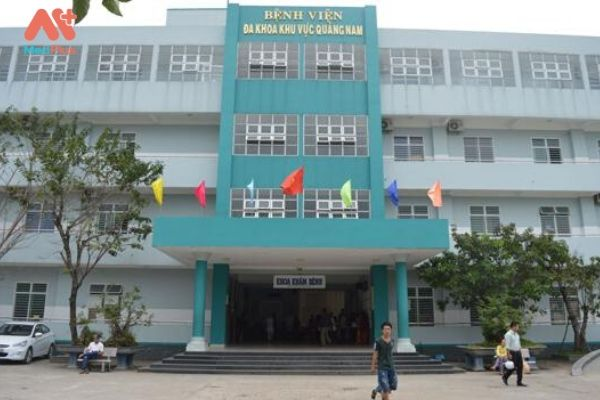 A+
MediPlus
BỆNH VIỆN
ĐA KHOA KHU VỰC QUẢNG NAM
KHOA KHÁM BỆNH